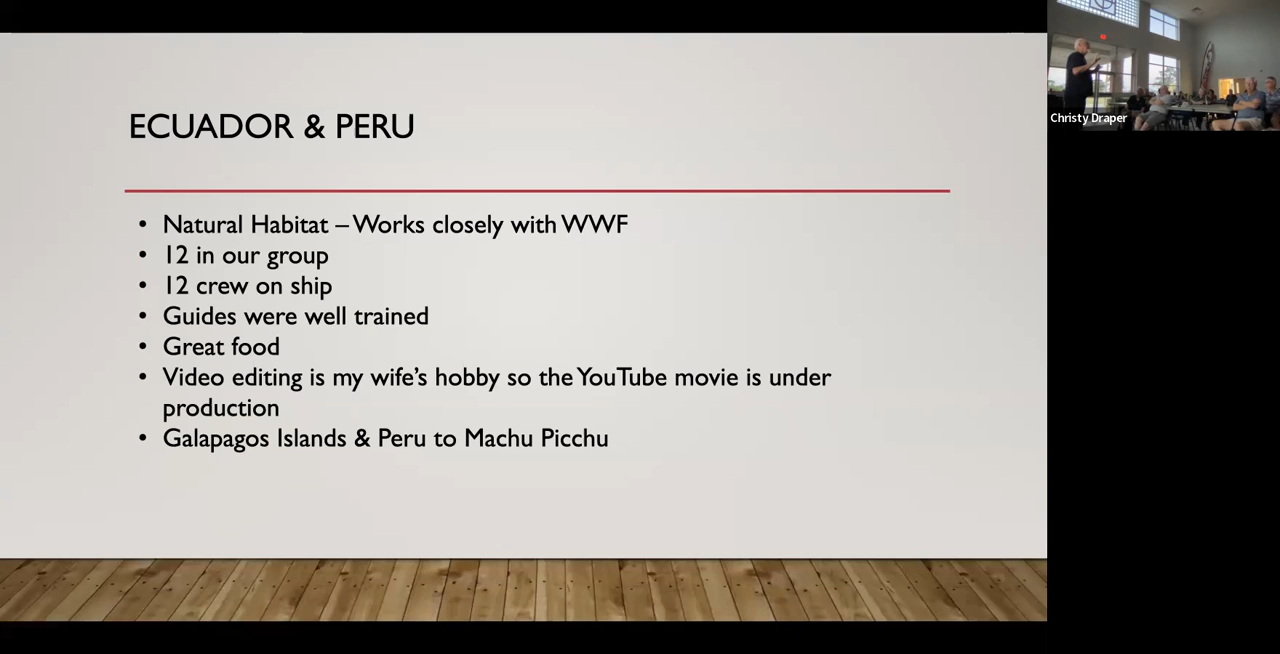 ECUADOR & PERU
• Natural Habitat – Works closely with WWF
• 12 in our group
• 12 crew on ship
• Guides were well trained
• Great food
• Video editing is my wife’s hobby so the YouTube movie is under
production
• Galapagos Islands & Peru to Machu Picchu
Christy Draper